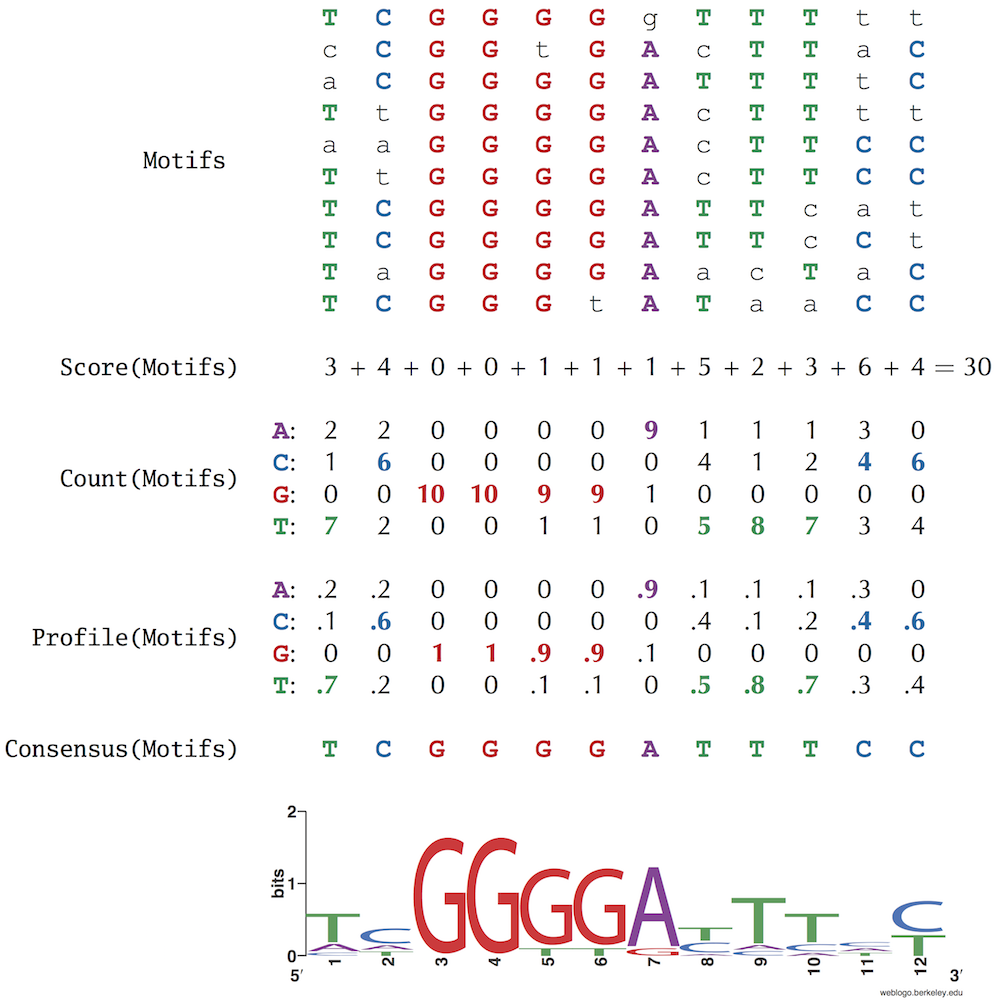 T C G G G G g T T T t t
c C G G t G A c T T a C
a C G G G G A T T T t C
T t G G G G A c T T t t
Motifs a a G G G G A c T T C C
T t G G G G A c T T C C
T C G G G G A T T c a t
T C G G G G A T T c C t
T a G G G G A a c T a C
T C G G G t A T a a C C
Score(Motifs) 3 + 4 + 0 + 0 + 1 + 1 + 1 + 5 + 2 + 3 + 6 + 4 = 30
A: 2 2 0 0 0 0 9 1 1 1 3 0
Count(Motifs) C: 1 6 0 0 0 0 0 4 1 2 4 6
G: 0 0 10 10 9 9 1 0 0 0 0 0
T: 7 2 0 0 1 1 0 5 8 7 3 4
A: .2 .2 0 0 0 0 .9 .1 .1 .1 .3 0
Profile(Motifs) C: .1 .6 0 0 0 0 0 .4 .1 .2 .4 .6
G: 0 0 1 1 .9 .9 .1 0 0 0 0 0
T: .7 .2 0 0 .1 .1 0 .5 .8 .7 .3 .4
Consensus(Motifs) T C G G G G A T T T C C
2
bits 1
0
T C G G G G A T T T C C
A A T T G C A C A T
C T A C A C
5′ 1 2 3 4 5 6 7 8 9 10 11 12 3′
weblogo.berkeley.edu